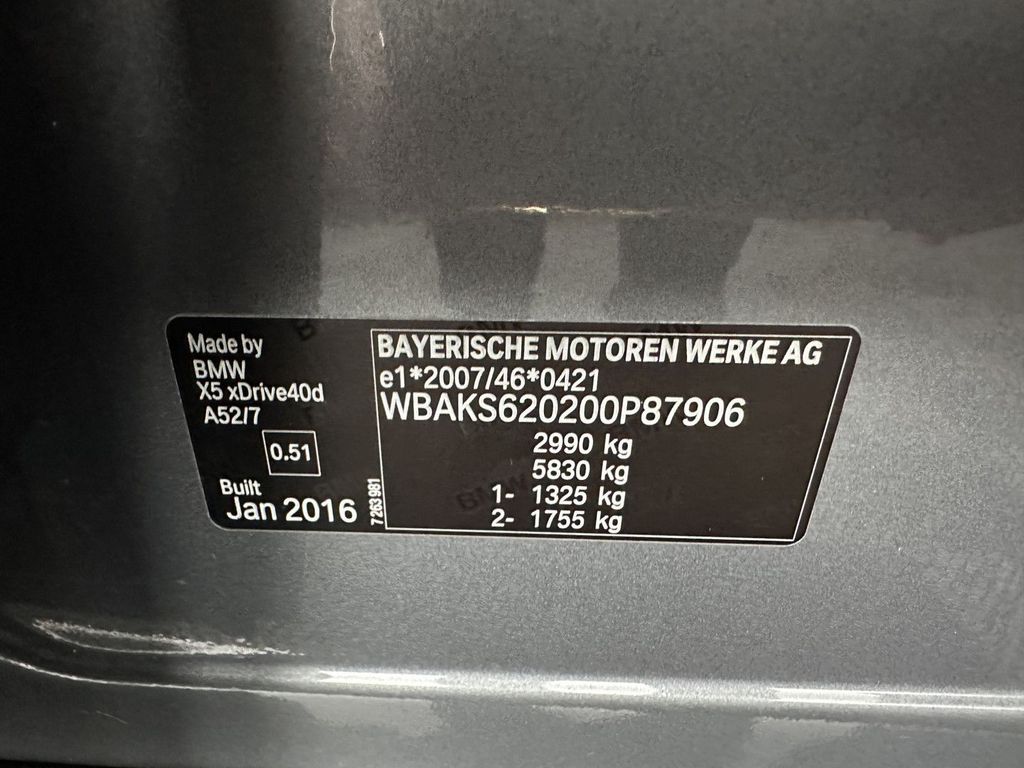 Made by
BMW
X5 xDrive40d
A52/7
0.51
Built
Jan 2016
7 263 981
BAYERISCHE MOTOREN WERKE AG
e1*2007/46*0421
WBAKS620200P87906
2990 kg
5830 kg
1- 1325 kg
2- 1755 kg